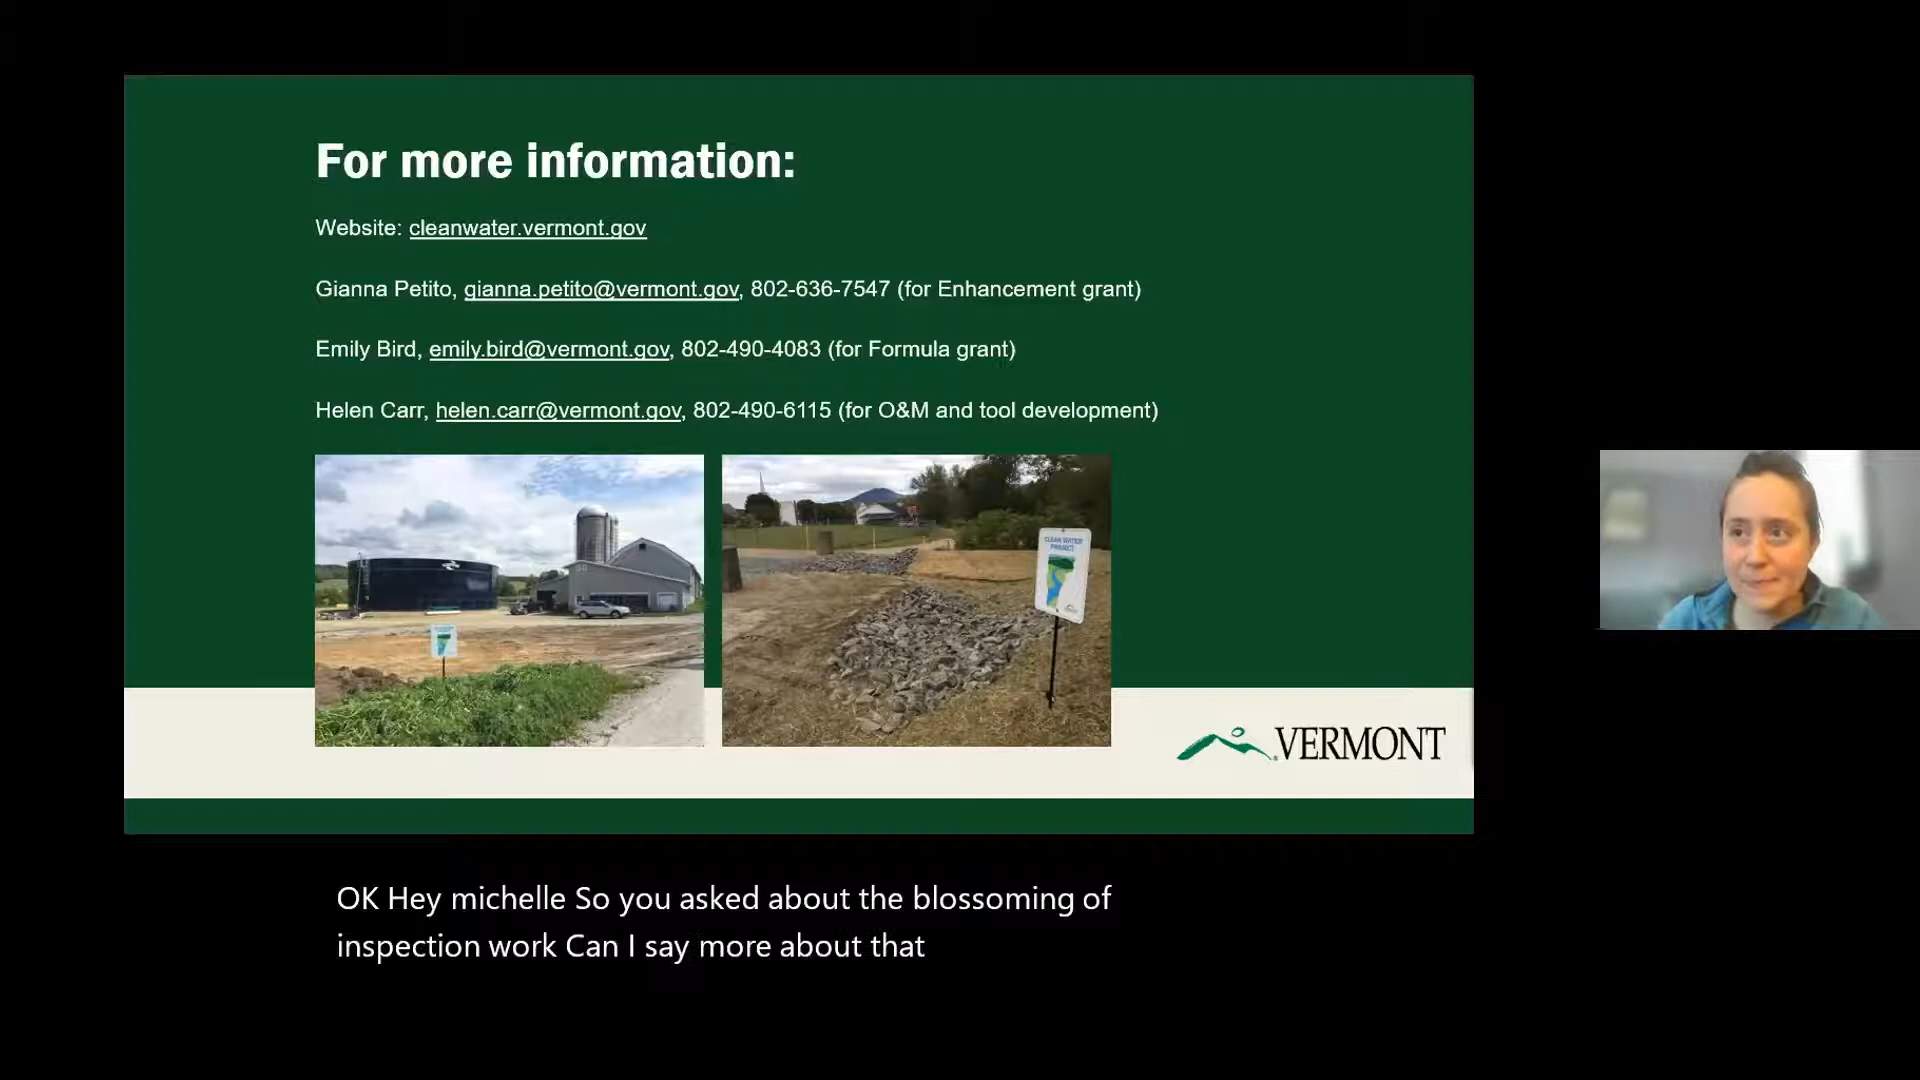 For more information:
Website: cleanwater.vermont.gov
Gianna Petito, gianna.petito@vermont.gov, 802-636-7547 (for Enhancement grant)
Emily Bird, emily.bird@vermont.gov, 802-490-4083 (for Formula grant)
Helen Carr, helen.carr@vermont.gov, 802-490-6115 (for O&M and tool development)
CLEAN WATER
PROJECT
VERMONT
OK Hey michelle So you asked about the blossoming of
inspection work Can I say more about that